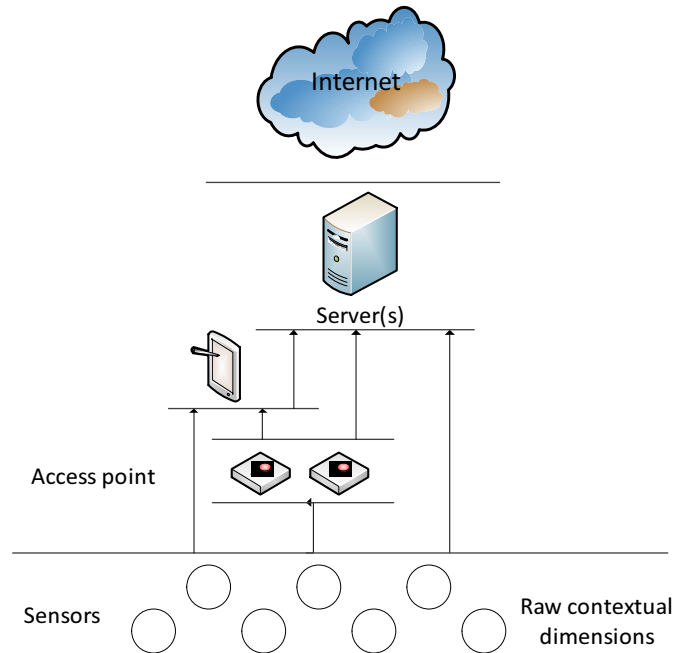 Internet
Server(s)
Access point
Sensors
Raw contextual
dimensions